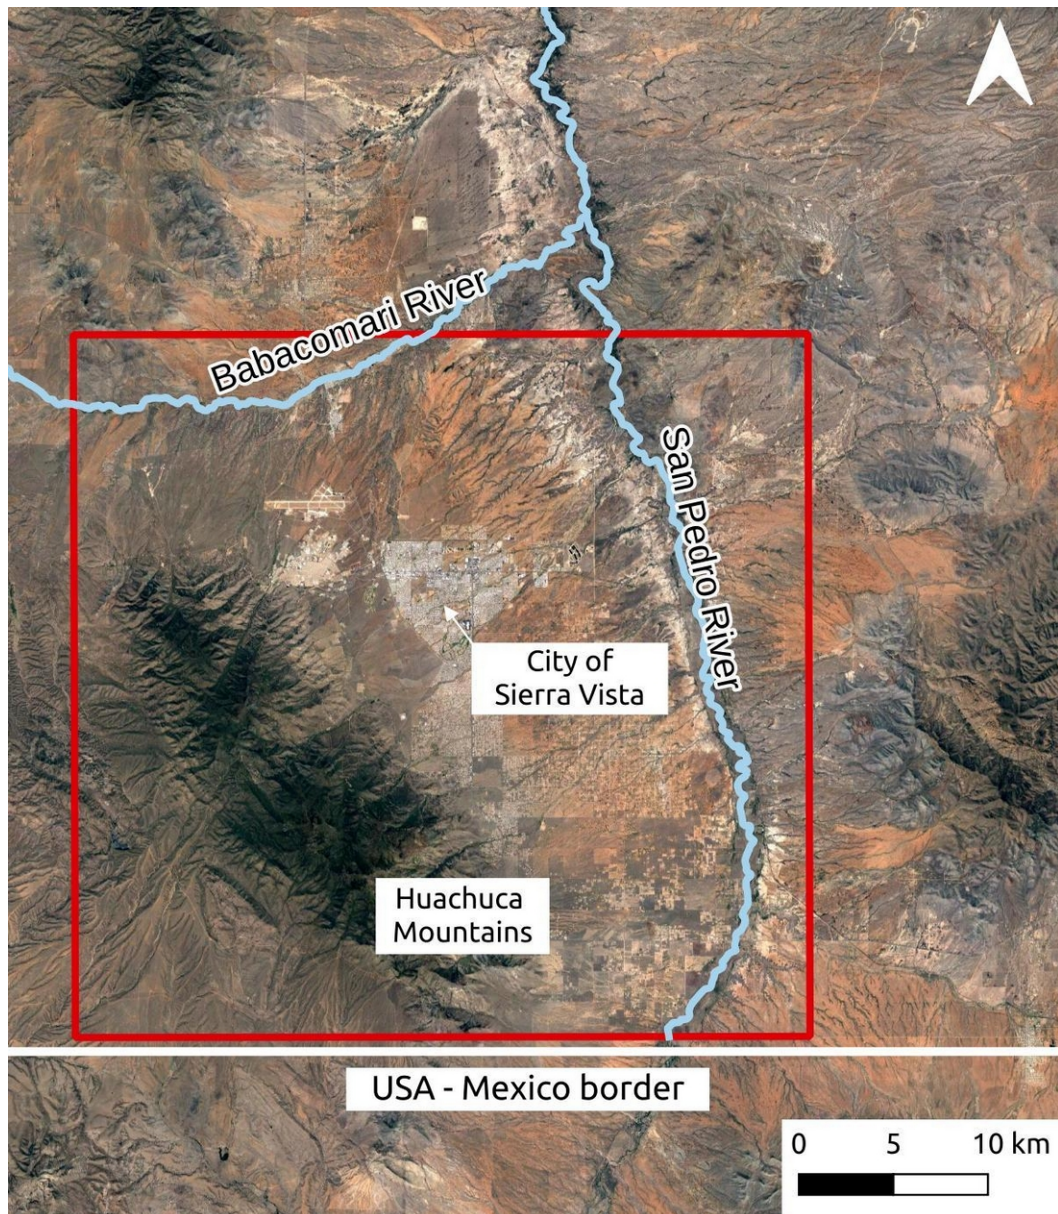 Babacomari River
San Pedro River
City of
Sierra Vista
Huachuca
Mountains
USA - Mexico border
0 5 10 km